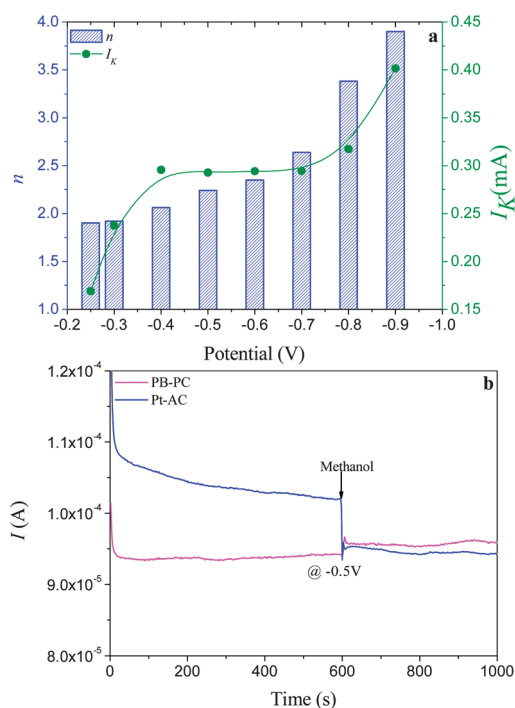 a
n
I_K
4.0
3.5
3.0
2.5
2.0
1.5
1.0
n
0.45
0.40
0.35
0.30
0.25
0.20
0.15
I_K(mA)
-0.2 -0.3 -0.4 -0.5 -0.6 -0.7 -0.8 -0.9 -1.0
Potential (V)
b
PB-PC
Pt-AC
1.2x10⁻⁴
1.1x10⁻⁴
1.0x10⁻⁴
9.0x10⁻⁵
8.0x10⁻⁵
I (A)
Methanol
@ -0.5V
0 200 400 600 800 1000
Time (s)